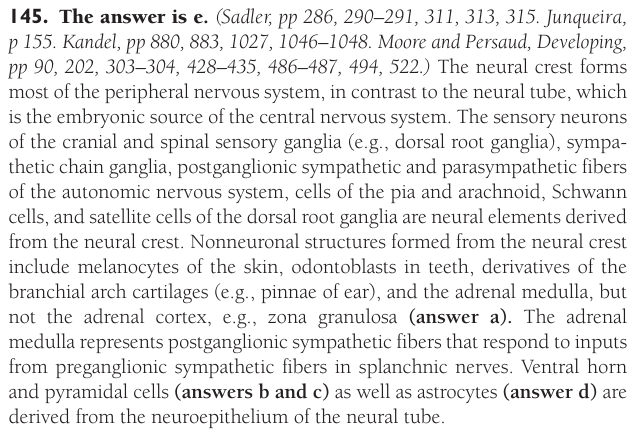 145. The answer is e. (Sadler, pp 286, 290–291, 311, 313, 315. Junqueira,
p 155. Kandel, pp 880, 883, 1027, 1046–1048. Moore and Persaud, Developing,
pp 90, 202, 303–304, 428–435, 486–487, 494, 522.) The neural crest forms
most of the peripheral nervous system, in contrast to the neural tube, which
is the embryonic source of the central nervous system. The sensory neurons
of the cranial and spinal sensory ganglia (e.g., dorsal root ganglia), sympa-
thetic chain ganglia, postganglionic sympathetic and parasympathetic fibers
of the autonomic nervous system, cells of the pia and arachnoid, Schwann
cells, and satellite cells of the dorsal root ganglia are neural elements derived
from the neural crest. Nonneuronal structures formed from the neural crest
include melanocytes of the skin, odontoblasts in teeth, derivatives of the
branchial arch cartilages (e.g., pinnae of ear), and the adrenal medulla, but
not the adrenal cortex, e.g., zona granulosa (answer a). The adrenal
medulla represents postganglionic sympathetic fibers that respond to inputs
from preganglionic sympathetic fibers in splanchnic nerves. Ventral horn
and pyramidal cells (answers b and c) as well as astrocytes (answer d) are
derived from the neuroepithelium of the neural tube.